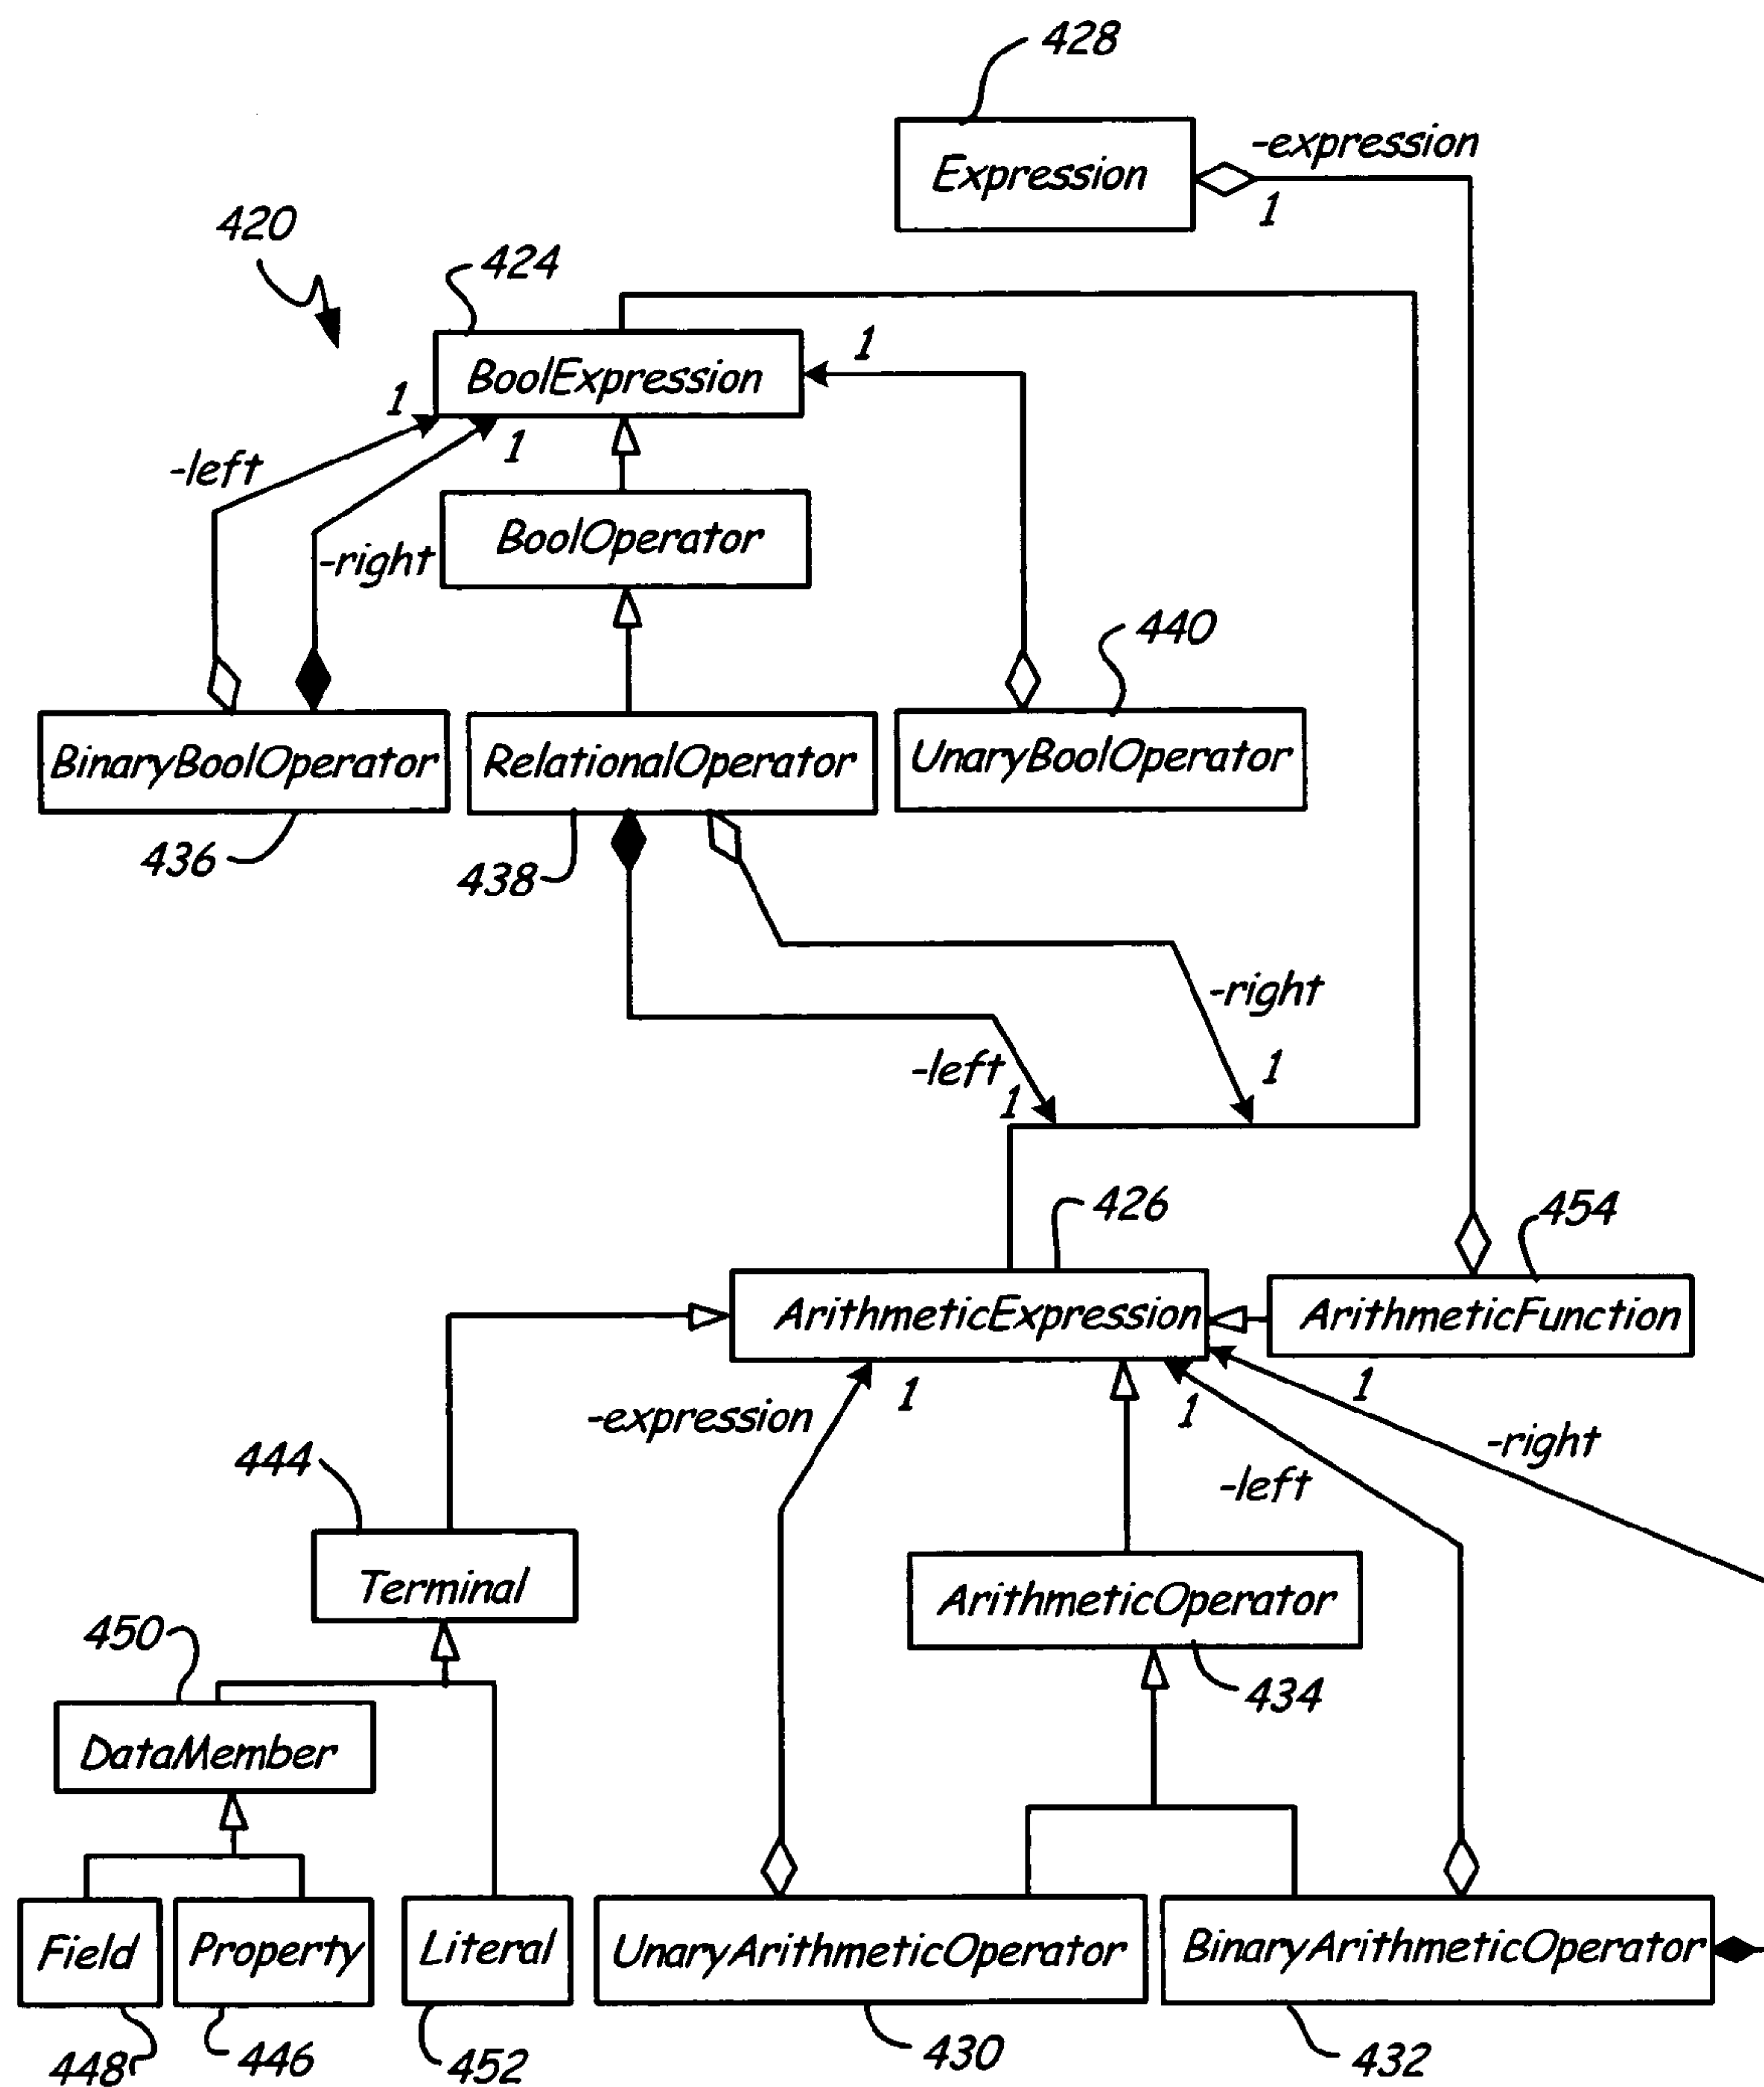 428
Expression
-expression
1
420
424
BoolExpression
1
1
-left
1
-right
BoolOperator
440
BinaryBoolOperator
RelationalOperator
UnaryBoolOperator
436
438
-right
-left
1
1
426
454
ArithmeticExpression
ArithmeticFunction
-expression
1
1
1
-right
-left
444
Terminal
ArithmeticOperator
450
434
DataMember
Field
Property
Literal
UnaryArithmeticOperator
BinaryArithmeticOperator
448
446
452
430
432